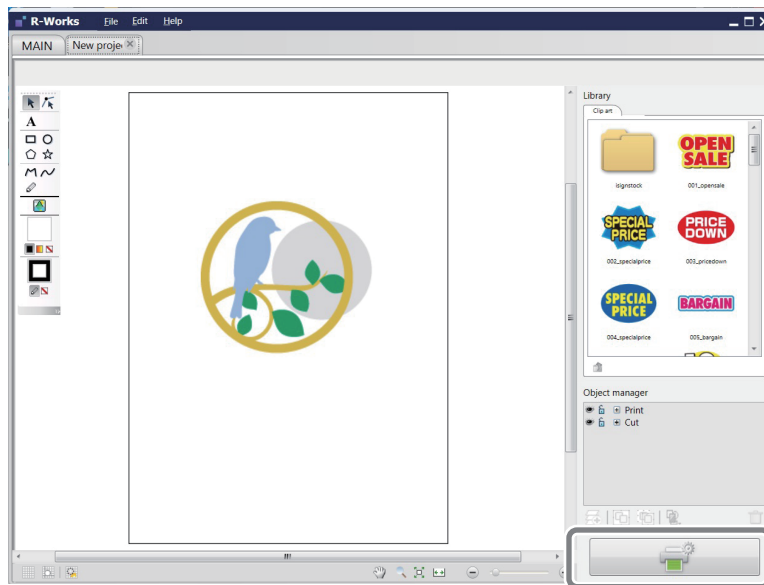 R-Works File Edit Help
MAIN New proje
Library
Clip art
A
OPEN
SALE
isignstock 001_opensale
SPECIAL
PRICE
PRICE
DOWN
002_specialprice 003_pricedown
SPECIAL
PRICE
BARGAIN
004_specialprice 005_bargain
Object manager
Print
Cut